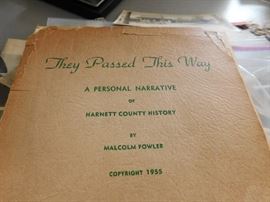 They Passed This Way
A PERSONAL NARRATIVE
OF
HARNETT COUNTY HISTORY
BY
MALCOLM FOWLER
COPYRIGHT 1955